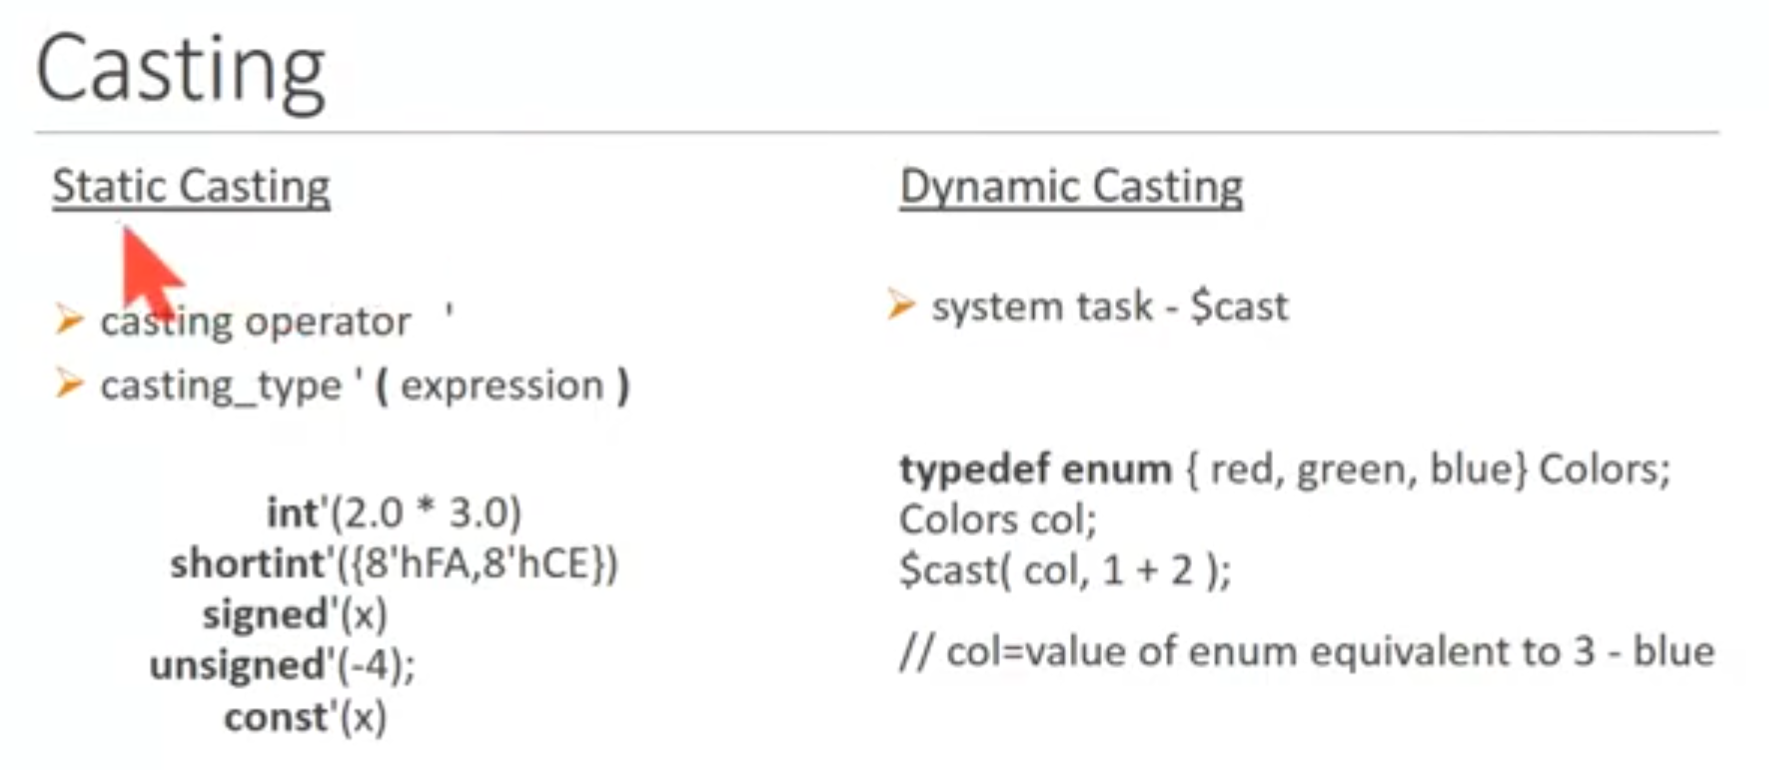 Casting
Static Casting
casting operator '
casting_type ' ( expression )
int'(2.0 * 3.0)
shortint'({8'hFA,8'hCE})
signed'(x)
unsigned'(-4);
const'(x)
Dynamic Casting
system task - $cast
typedef enum { red, green, blue} Colors;
Colors col;
$cast( col, 1 + 2 );
// col=value of enum equivalent to 3 - blue